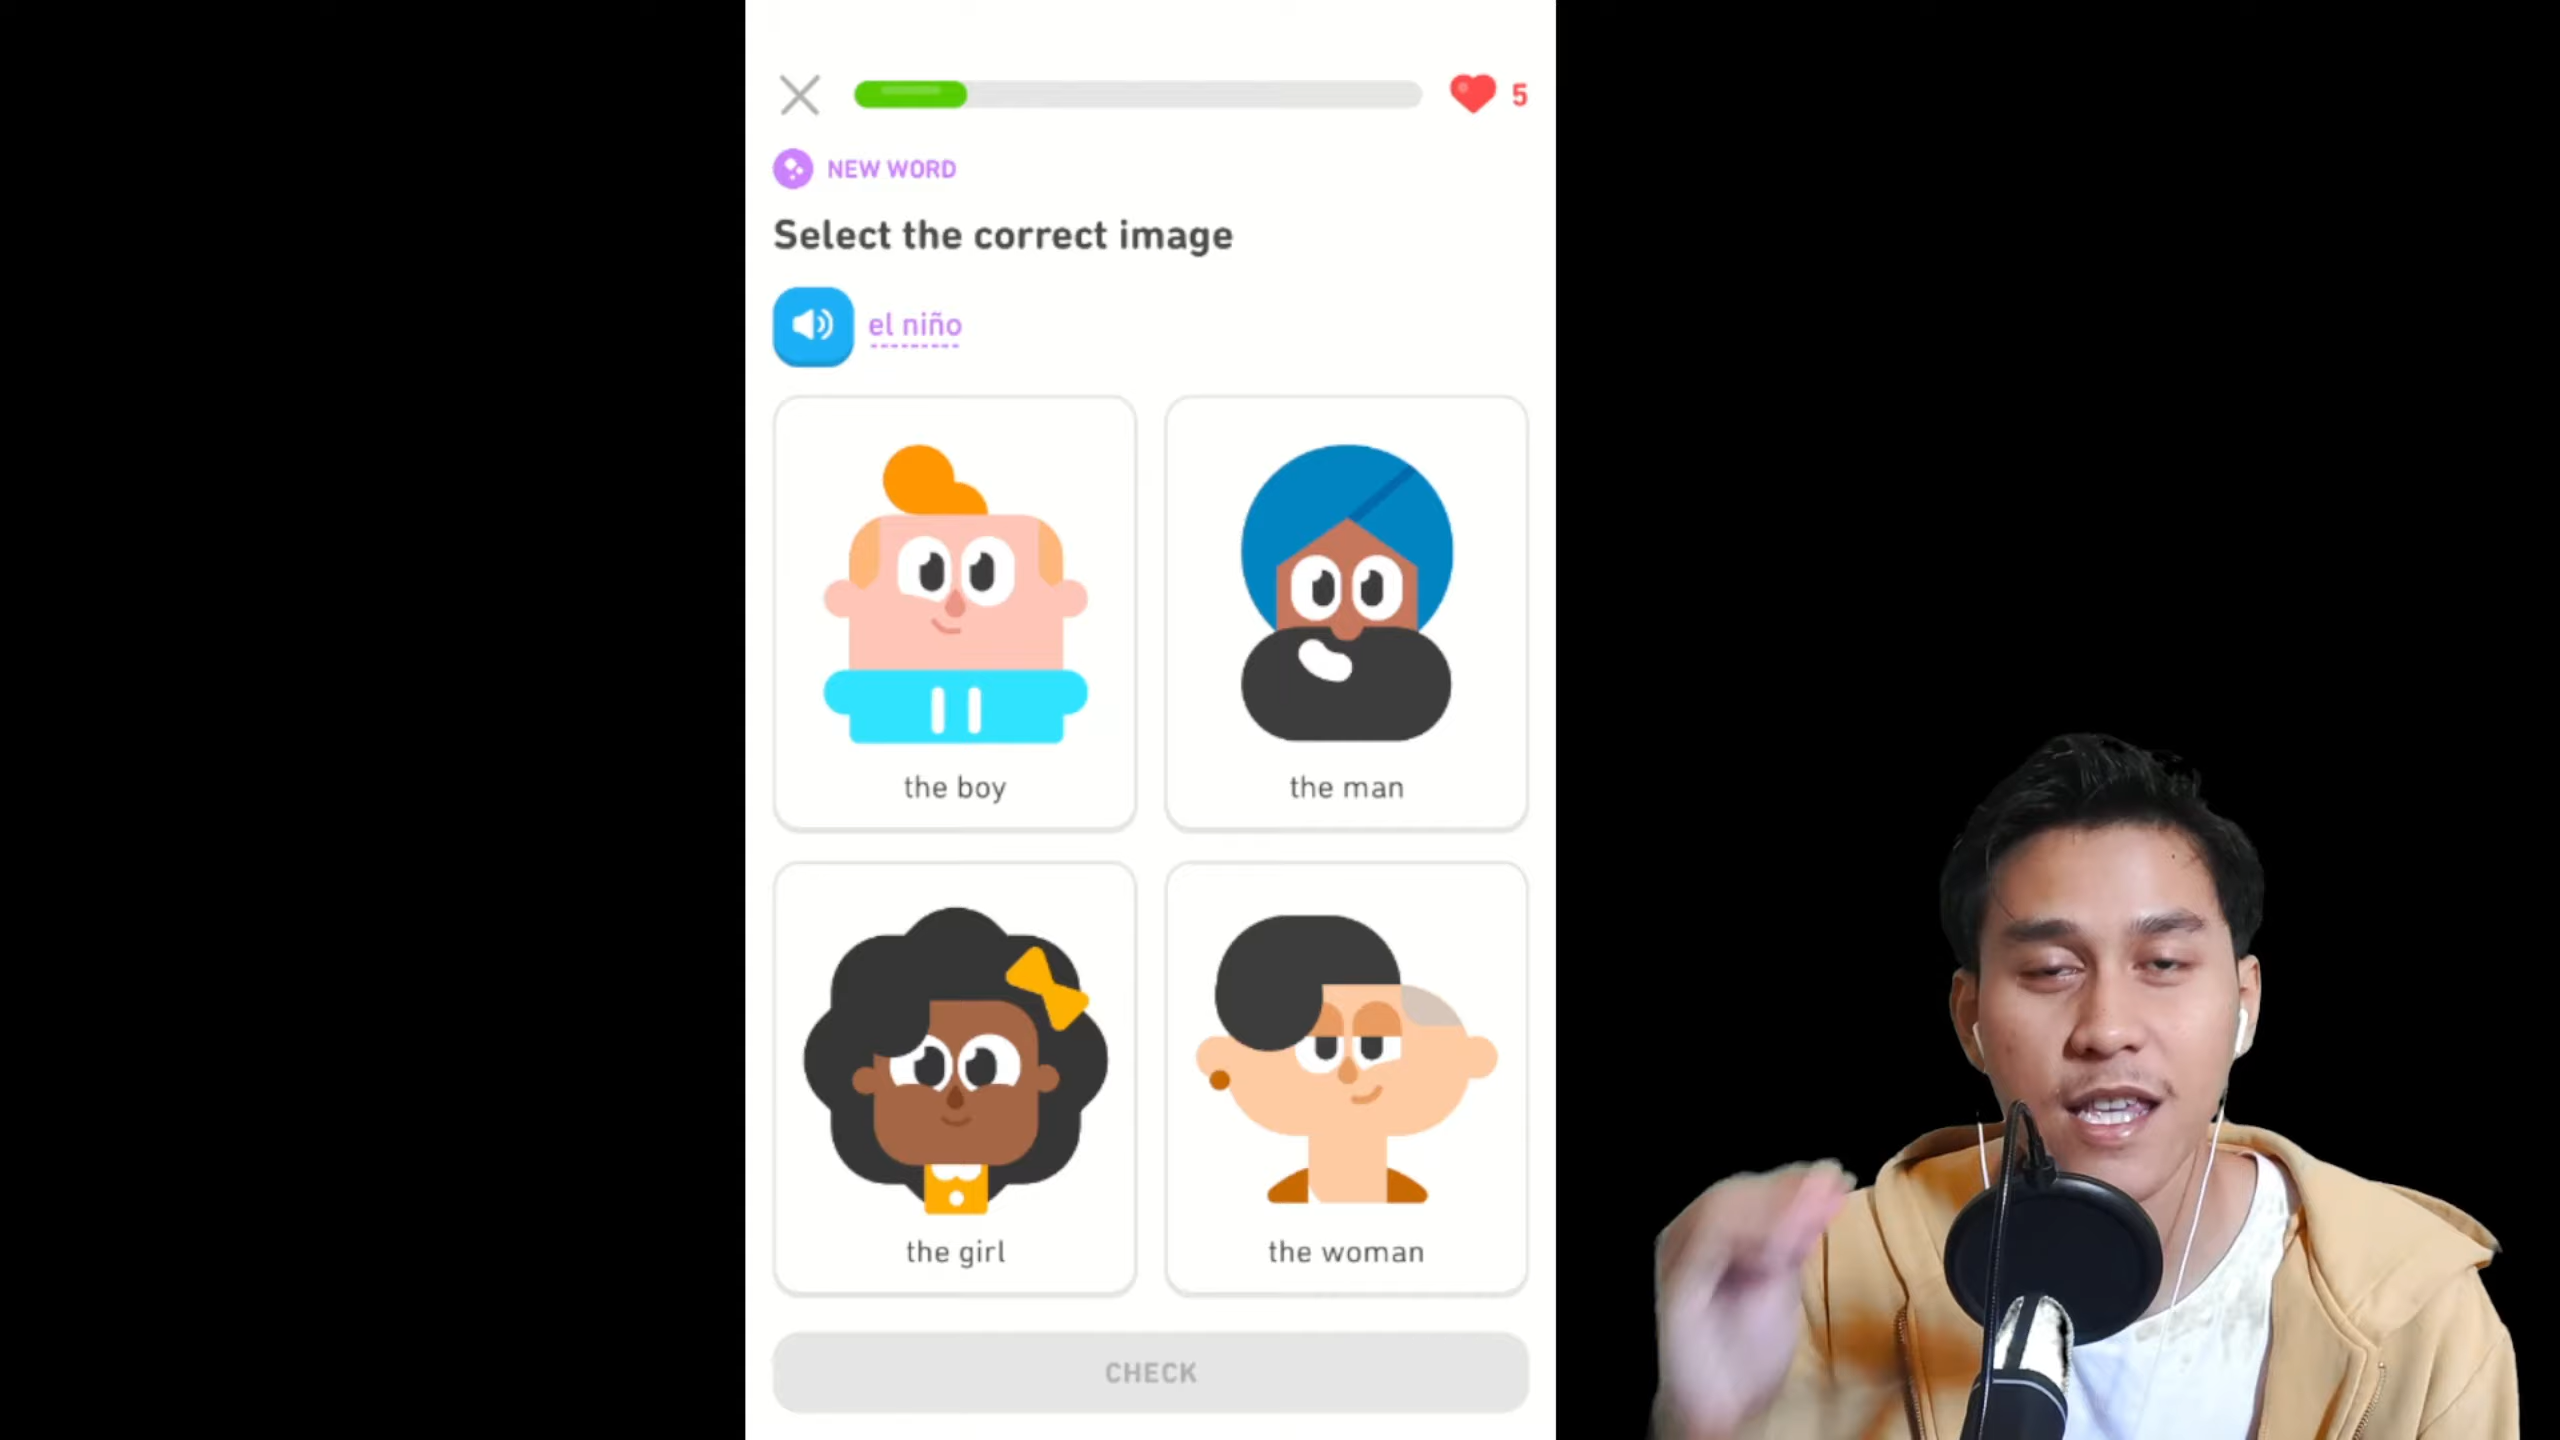 5
NEW WORD
Select the correct image
el niño
the boy
the man
the girl
the woman
CHECK